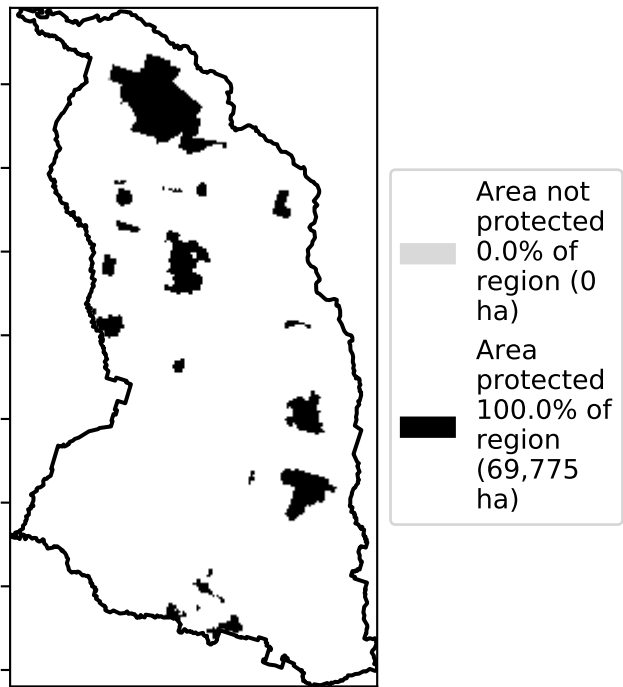 Area not
protected
0.0% of
region (0
ha)
Area
protected
100.0% of
region
(69,775
ha)